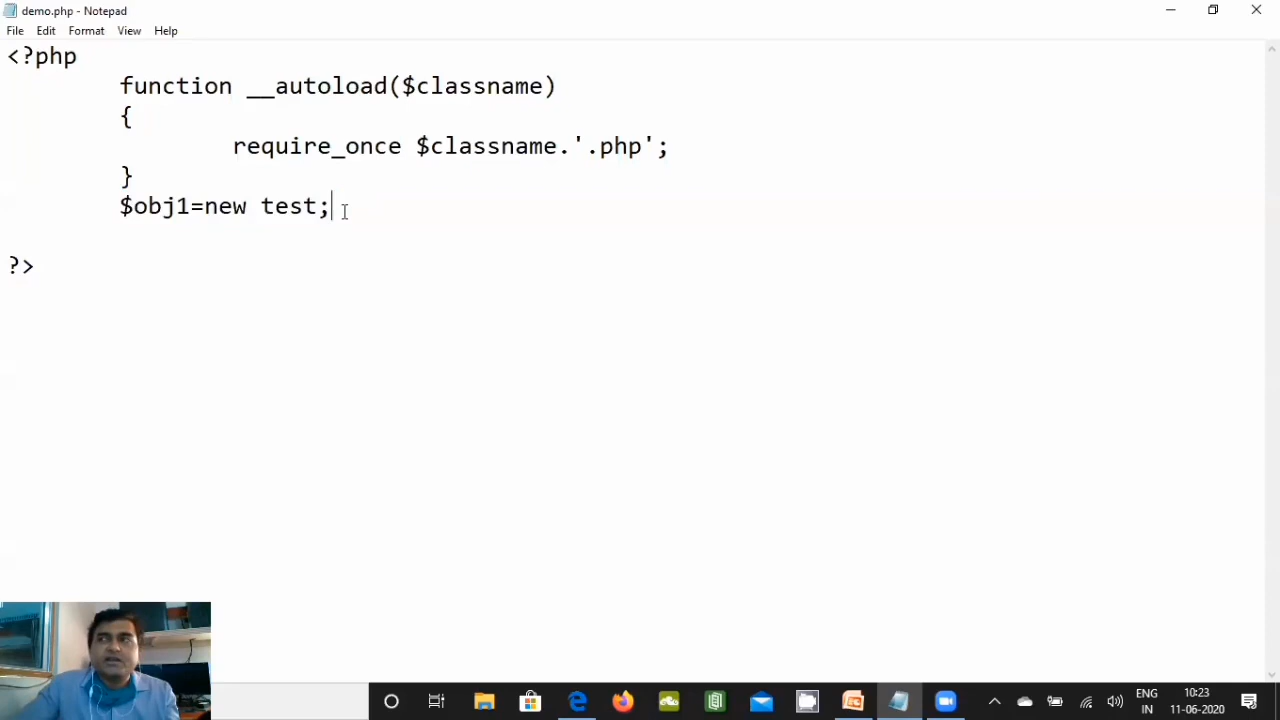 demo.php - Notepad
File Edit Format View Help
<?php
function __autoload($classname)
{
require_once $classname.'.php';
}
$obj1=new test;
?>
ENG 10:23
IN 11-06-2020